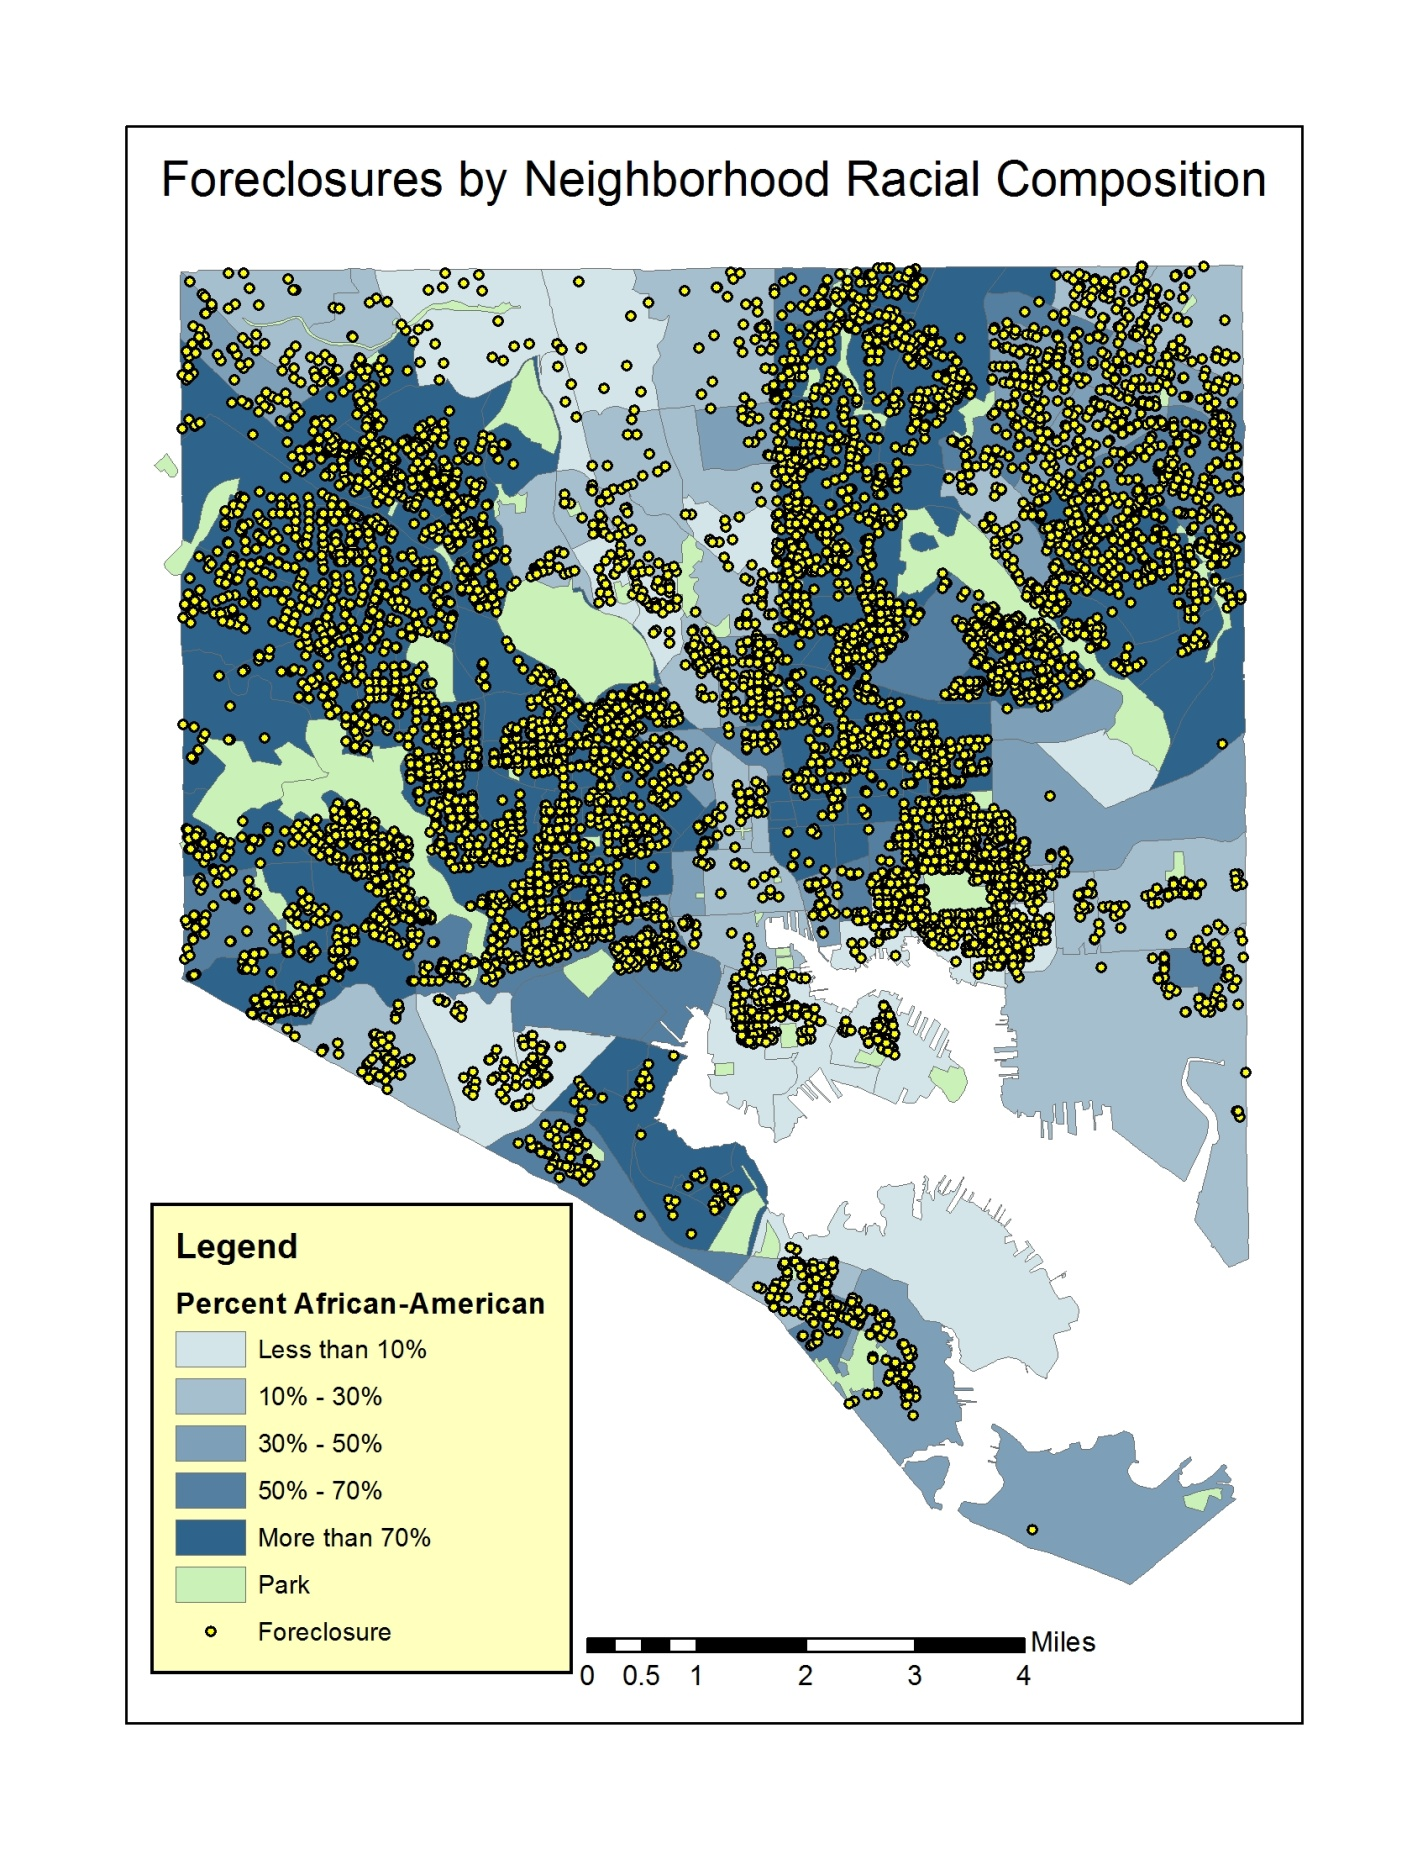 Foreclosures by Neighborhood Racial Composition
Legend
Percent African-American
Less than 10%
10% - 30%
30% - 50%
50% - 70%
More than 70%
Park
Foreclosure
Miles
0 0.5 1 2 3 4